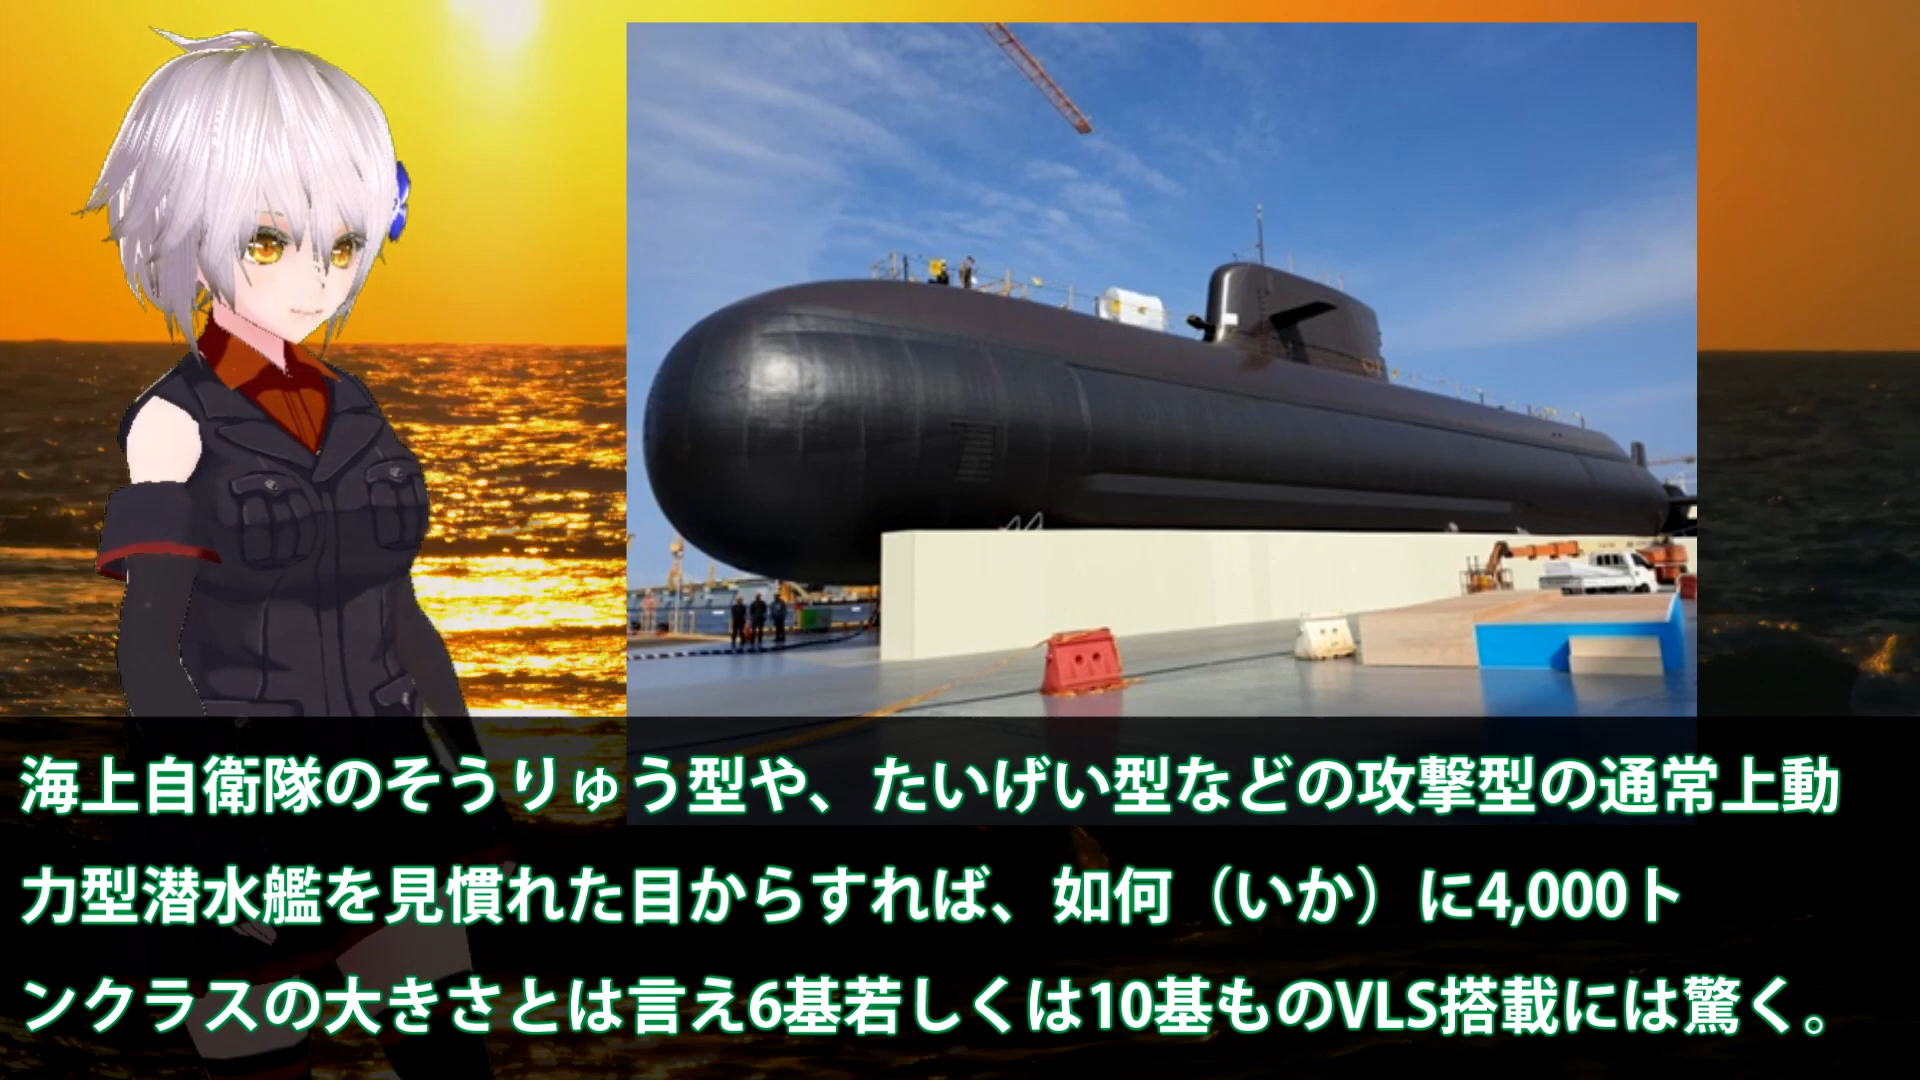 海上自衛隊のそうりゅう型や、たいげい型などの攻撃型の通常上動
力型潜水艦を見慣れた目からすれば、如何（いか）に4,000ト
ンクラスの大きさとは言え6基若しくは10基ものVLS搭載には驚く。